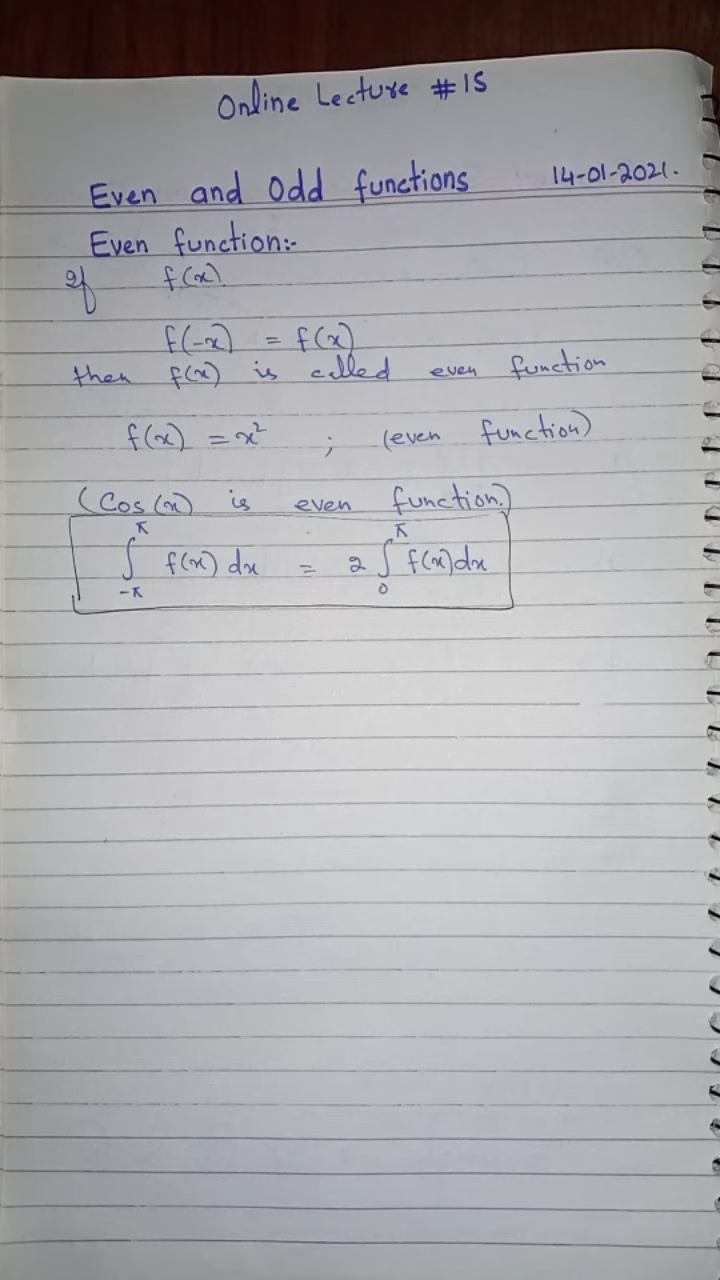 Online Lecture #15
Even and Odd functions 14-01-2021.
Even function:-
If f(x)
f(-x) = f(x)
then f(x) is called even function
f(x) = x² ; (even function)
(Cos(x) is even function.)
∫_{-π}^{π} f(x) dx = 2 ∫_{0}^{π} f(x) dx